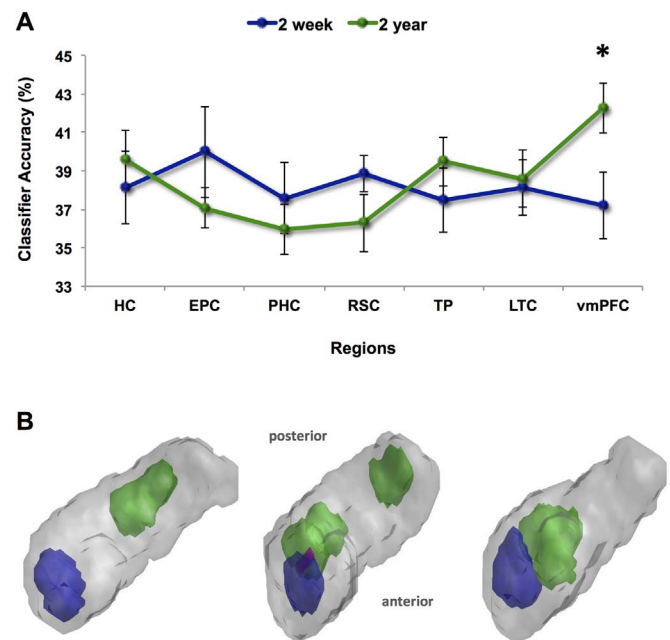 A
2 week 2 year
*
Classifier Accuracy (%)
45
43
41
39
37
35
33
HC EPC PHC RSC TP LTC vmPFC
Regions
B
posterior
anterior